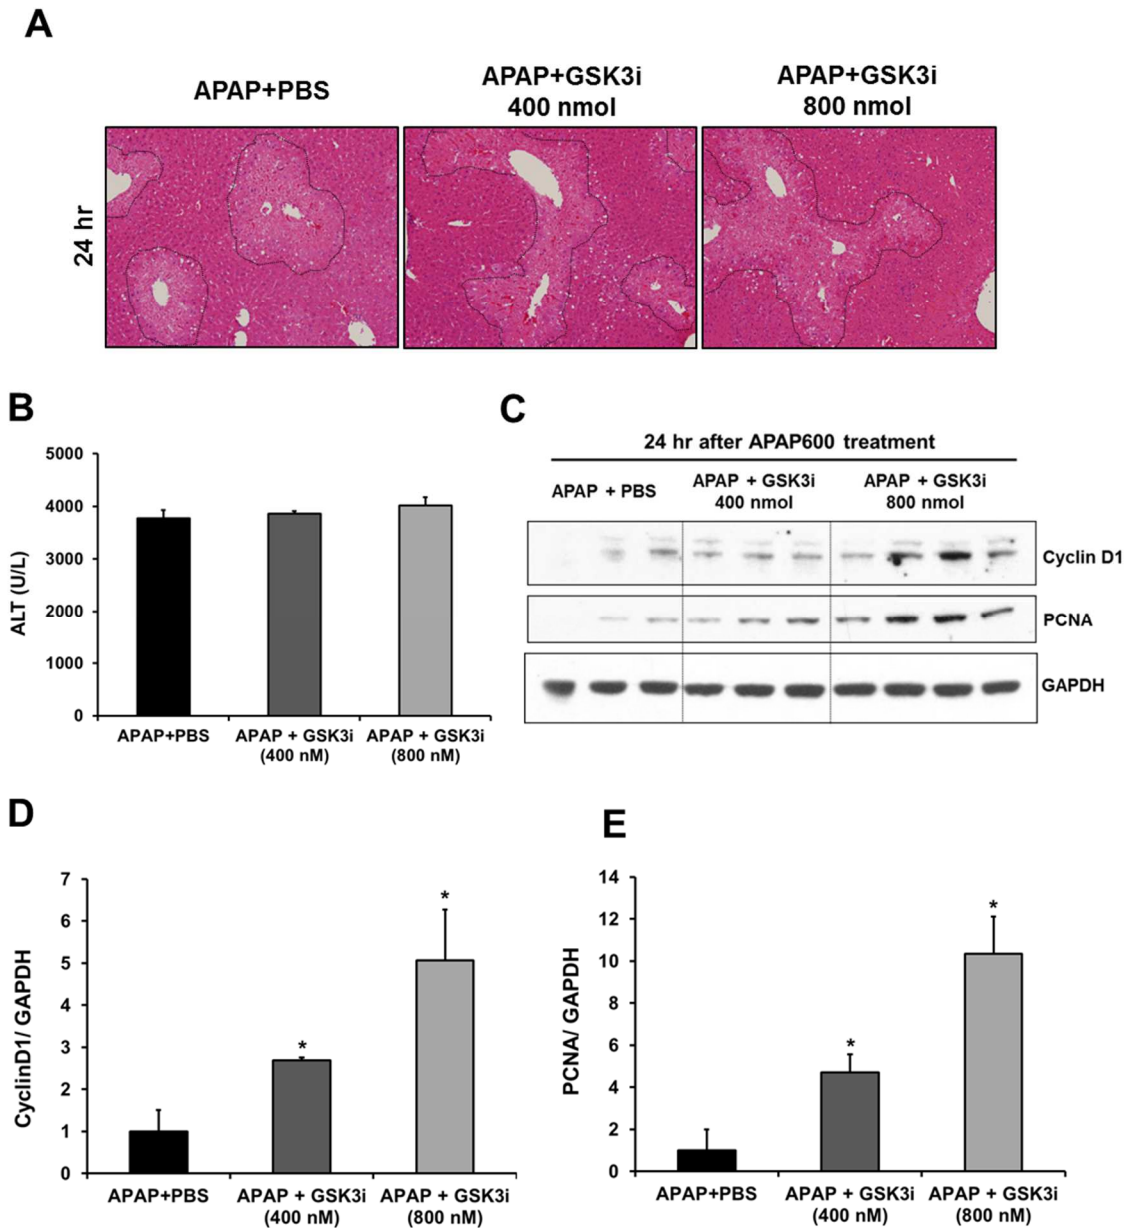 A
APAP+PBS
APAP+GSK3i
400 nmol
APAP+GSK3i
800 nmol
24 hr
B
5000
4000
3000
2000
1000
0
ALT (U/L)
APAP+PBS
APAP + GSK3i
(400 nM)
APAP + GSK3i
(800 nM)
C
24 hr after APAP600 treatment
APAP + PBS
APAP + GSK3i
400 nmol
APAP + GSK3i
800 nmol
Cyclin D1
PCNA
GAPDH
D
7
6
5
4
3
2
1
0
CyclinD1/ GAPDH
*
*
APAP+PBS
APAP + GSK3i
(400 nM)
APAP + GSK3i
(800 nM)
E
14
12
10
8
6
4
2
0
PCNA/ GAPDH
*
*
APAP+PBS
APAP + GSK3i
(400 nM)
APAP + GSK3i
(800 nM)